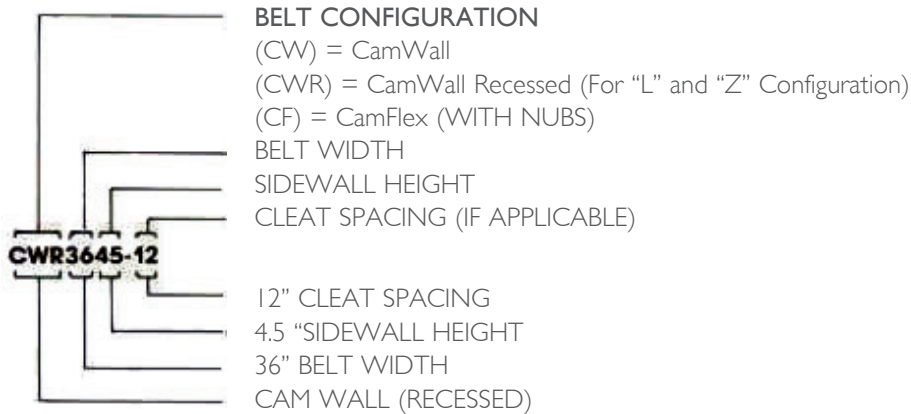 BELT CONFIGURATION
(CW) = CamWall
(CWR) = CamWall Recessed (For “L” and “Z” Configuration)
(CF) = CamFlex (WITH NUBS)
BELT WIDTH
SIDEWALL HEIGHT
CLEAT SPACING (IF APPLICABLE)
CWR3645-12
12” CLEAT SPACING
4.5 “SIDEWALL HEIGHT
36” BELT WIDTH
CAM WALL (RECESSED)